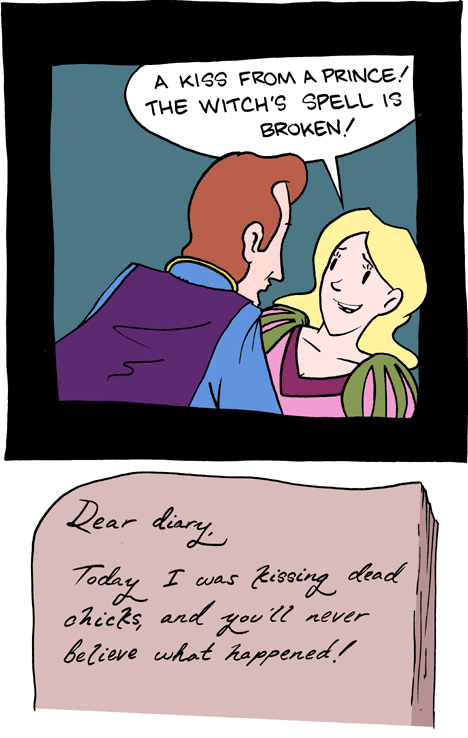 A KISS FROM A PRINCE!
THE WITCH'S SPELL IS
BROKEN!
Dear diary,
Today I was kissing dead
chicks, and you'll never
believe what happened!